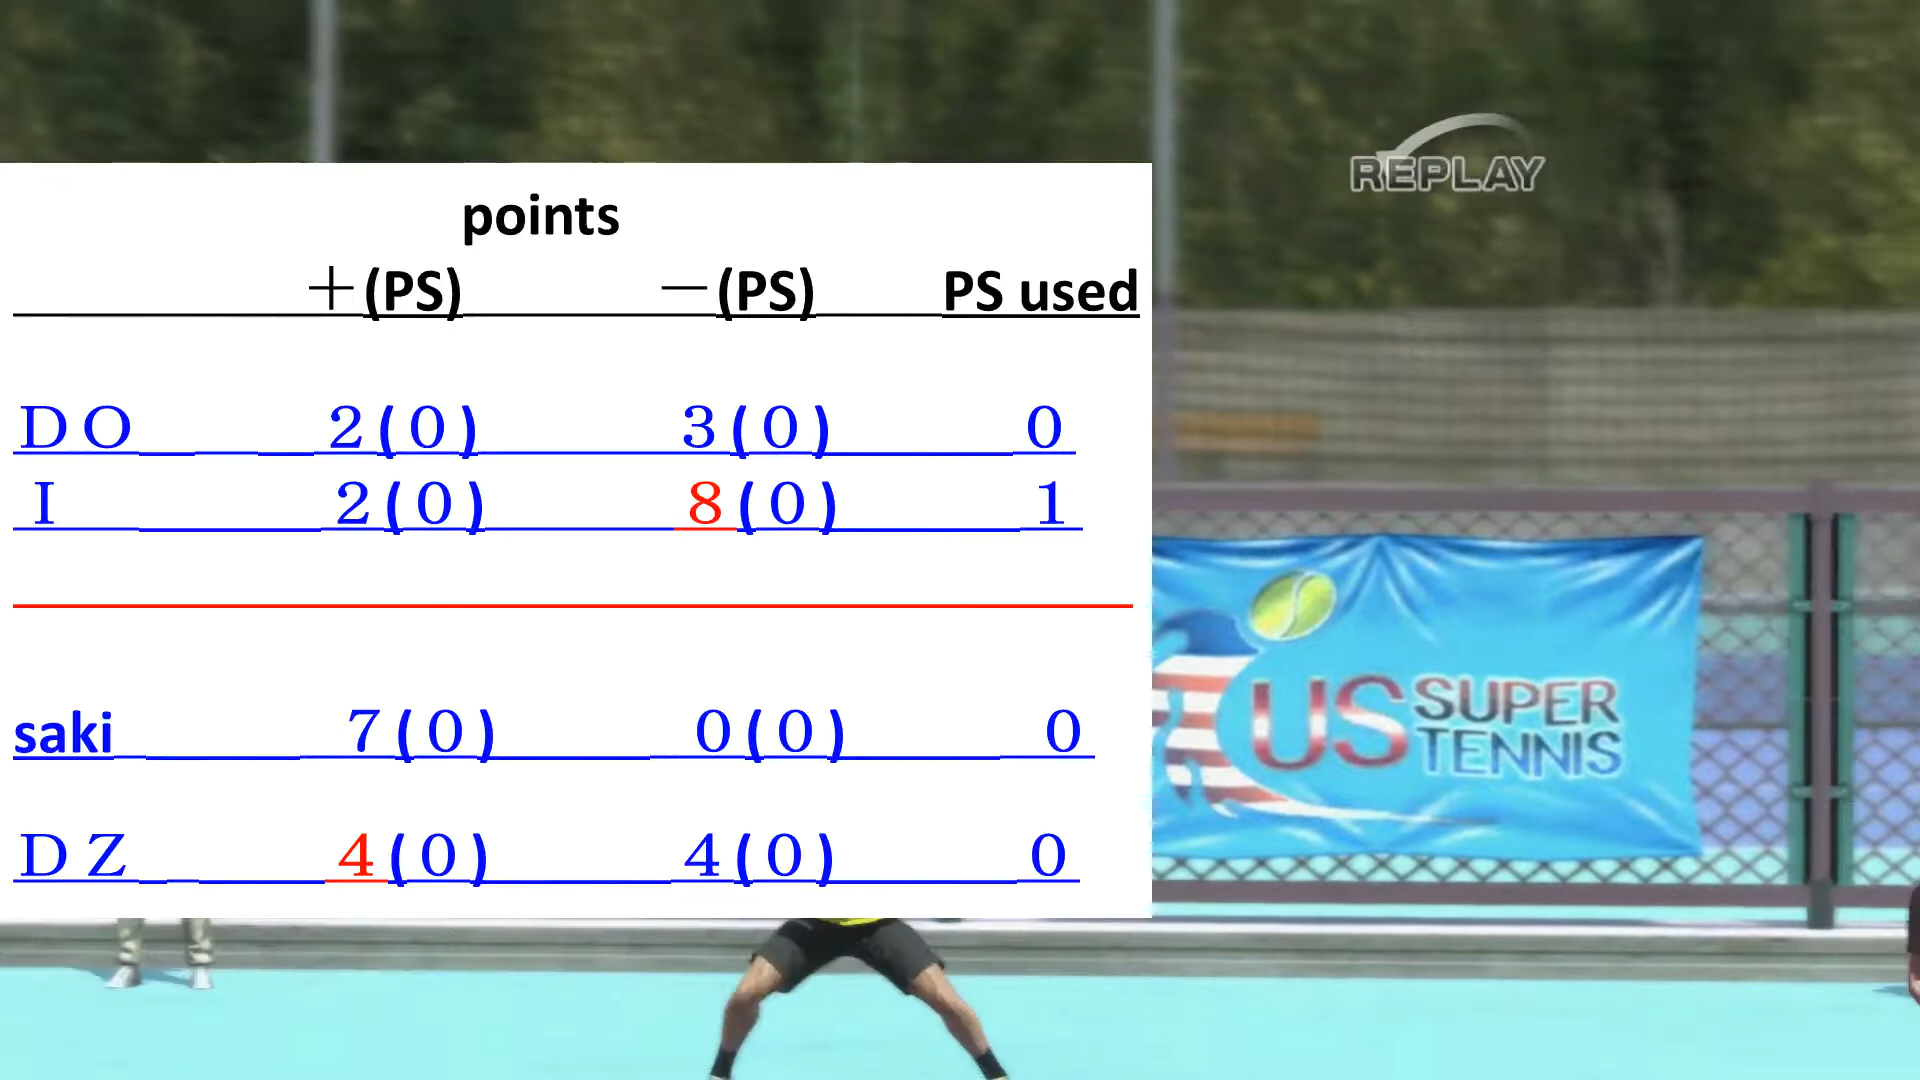 REPLAY
points
+(PS) −(PS) PS used
DO 2(0) 3(0) 0
I 2(0) 8(0) 1
saki 7(0) 0(0) 0
DZ 4(0) 4(0) 0
US SUPER TENNIS